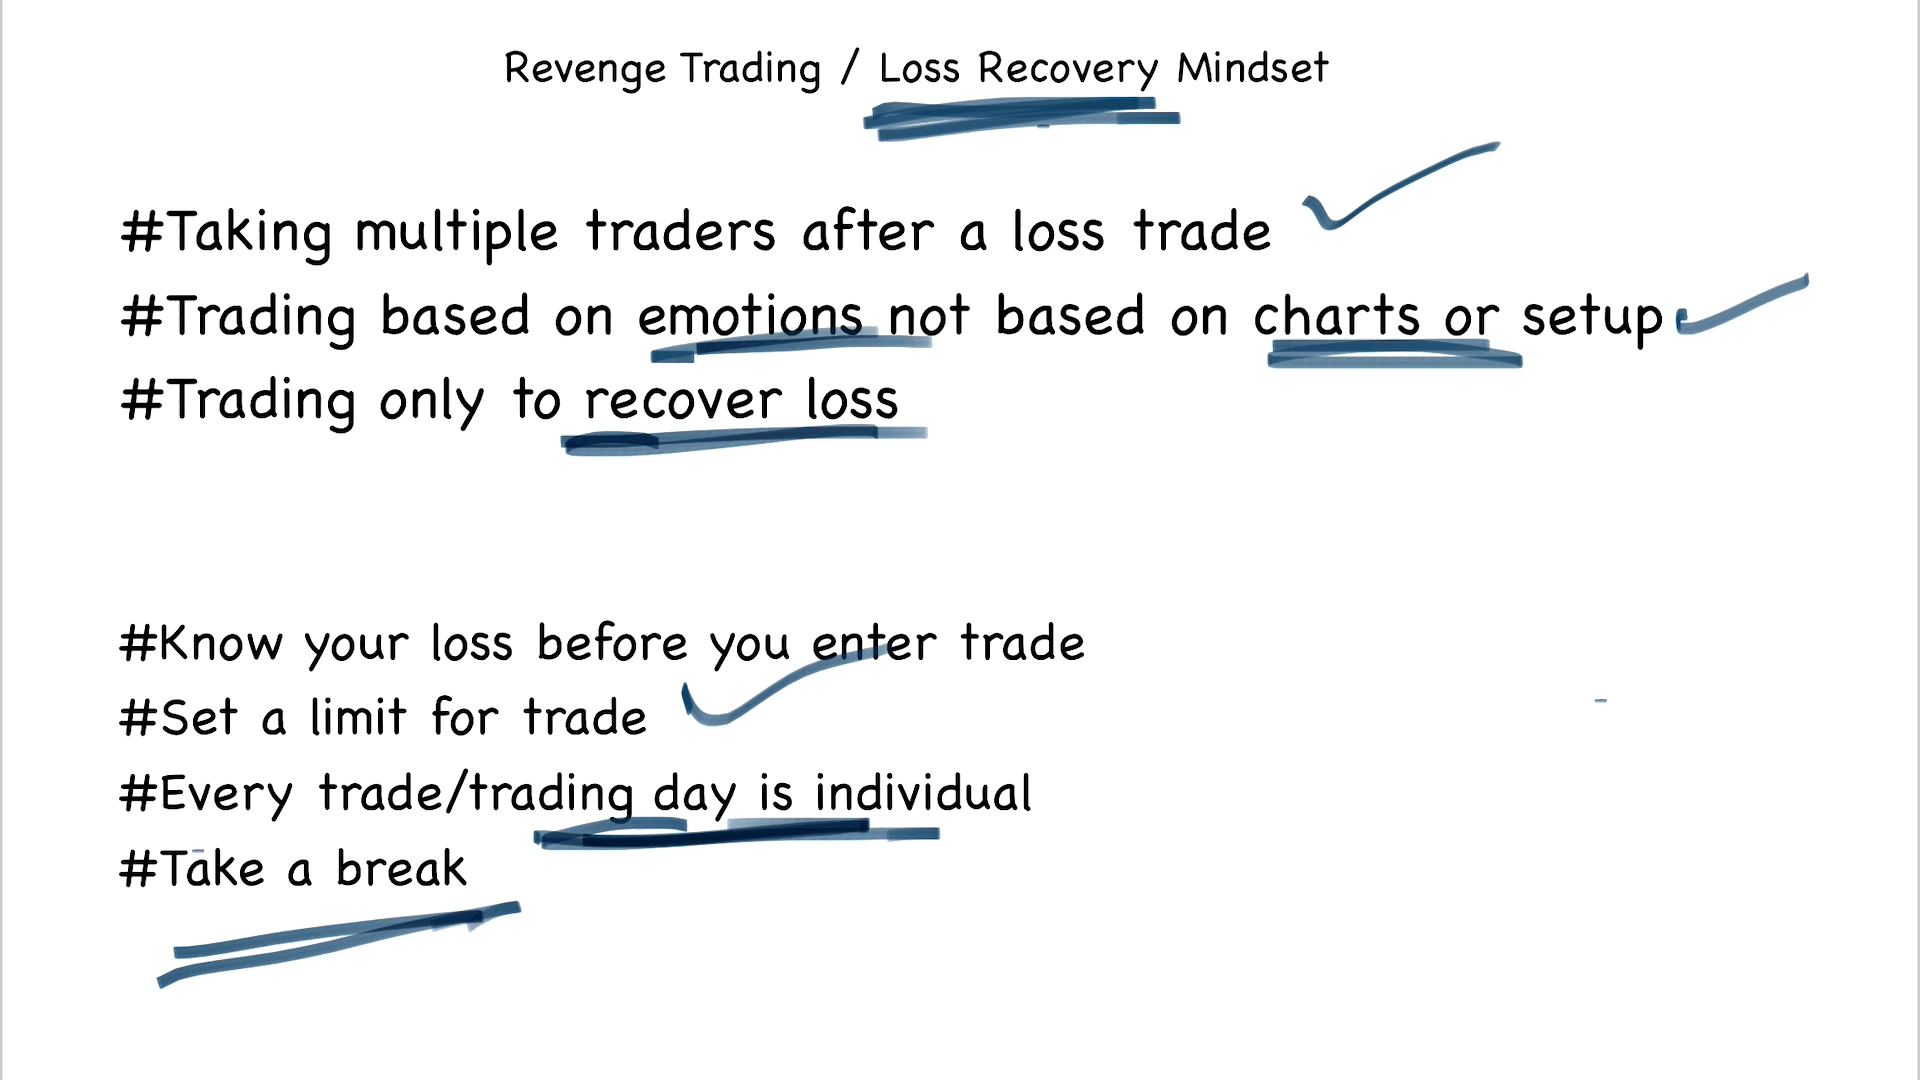 Revenge Trading / Loss Recovery Mindset
#Taking multiple traders after a loss trade
#Trading based on emotions not based on charts or setup
#Trading only to recover loss
#Know your loss before you enter trade
#Set a limit for trade
#Every trade/trading day is individual
#Take a break